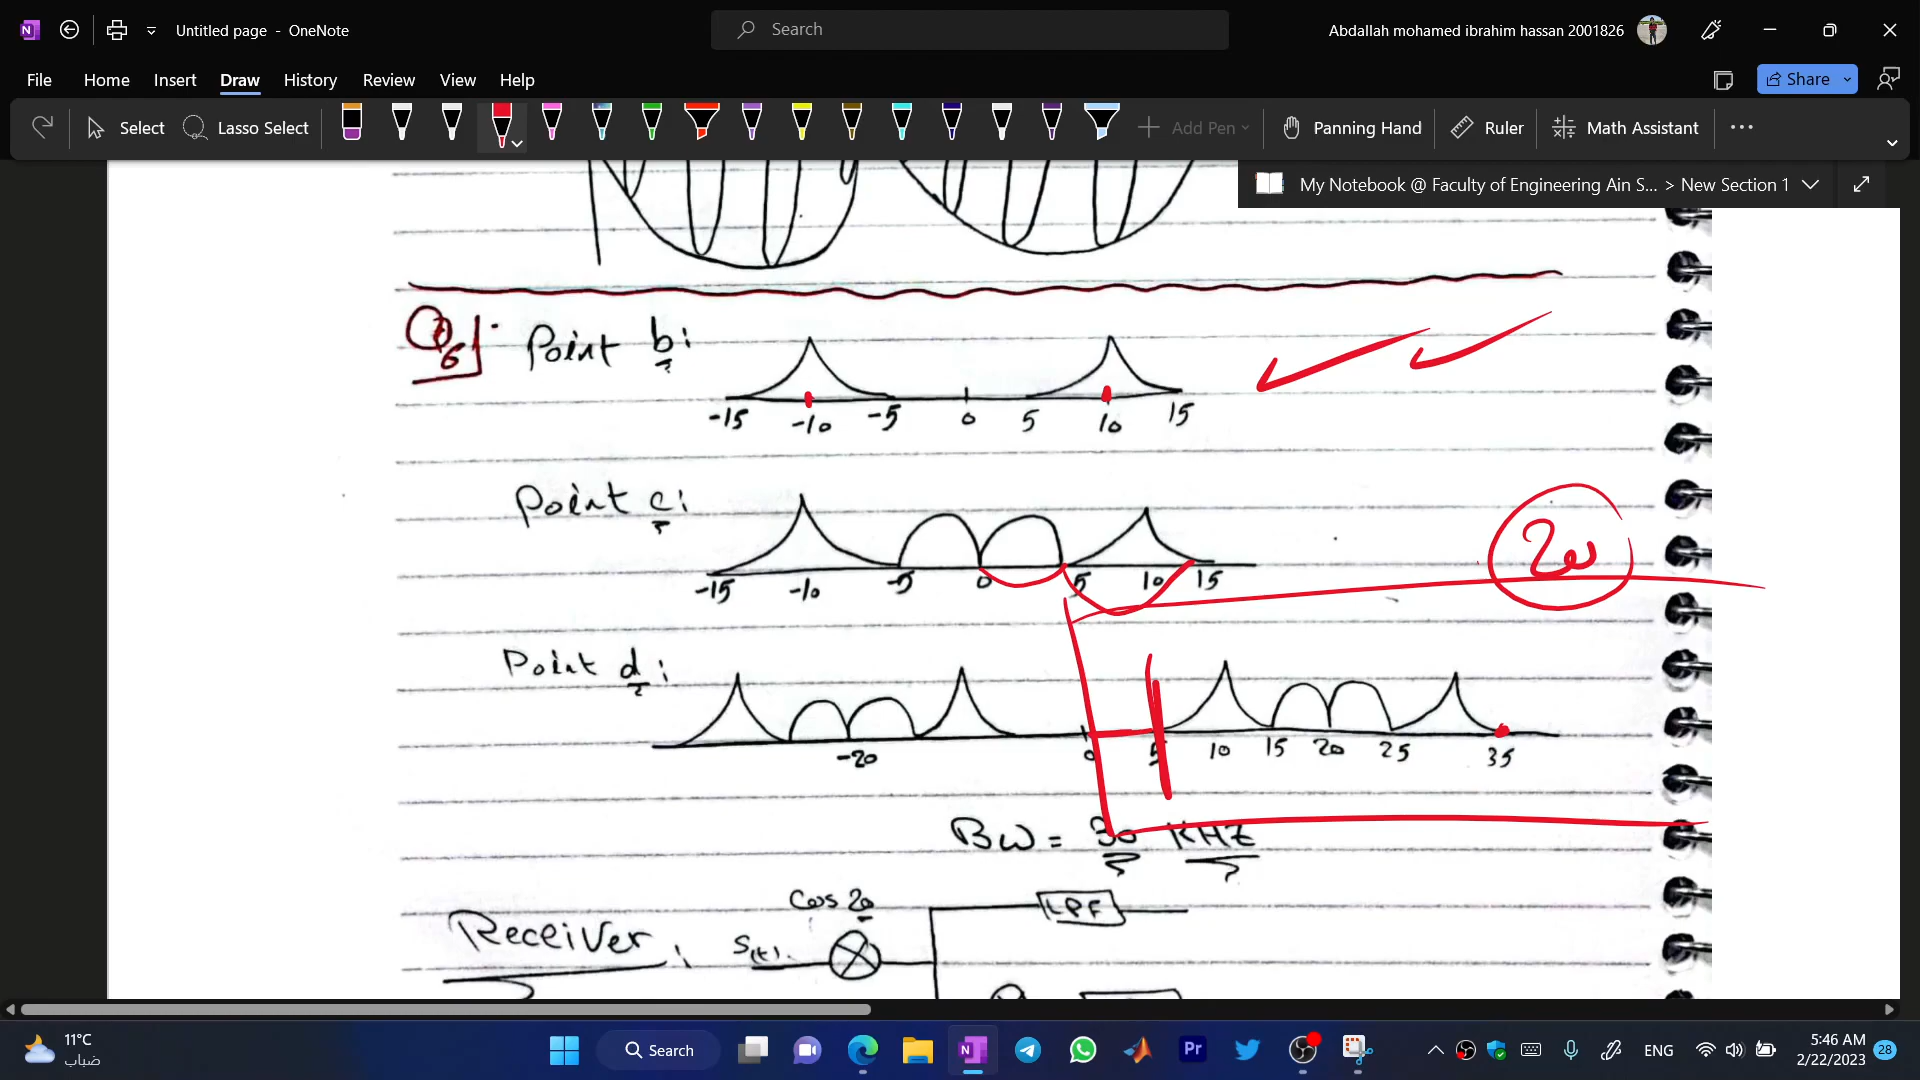 Untitled page - OneNote
Search
Abdallah mohamed ibrahim hassan 2001826
File Home Insert Draw History Review View Help
Share
Select
Lasso Select
Add Pen
Panning Hand
Ruler
Math Assistant
My Notebook @ Faculty of Engineering Ain S... > New Section 1
Q6 Point b:
-15 -10 -5 0 5 10 15
Point c:
-15 -10 -5 0 5 10 15
2ω
Point d:
-20 0 5 10 15 20 25 35
BW = 30 KHZ
Cos 20
LPF
Receiver: S(t)
11°C
ضباب
Search
Pr
ENG
5:46 AM
2/22/2023
28